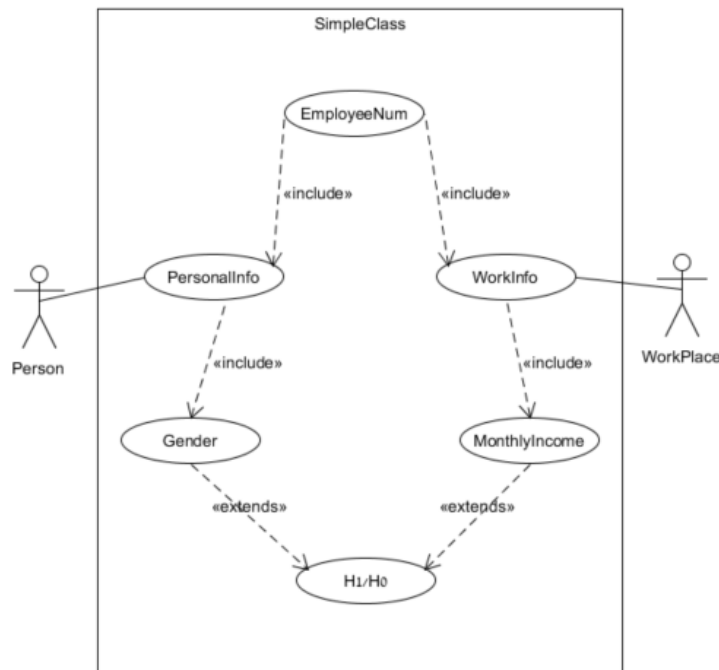 SimpleClass
EmployeeNum
«include» «include»
PersonalInfo WorkInfo
Person WorkPlace
«include» «include»
Gender MonthlyIncome
«extends» «extends»
H1/H0